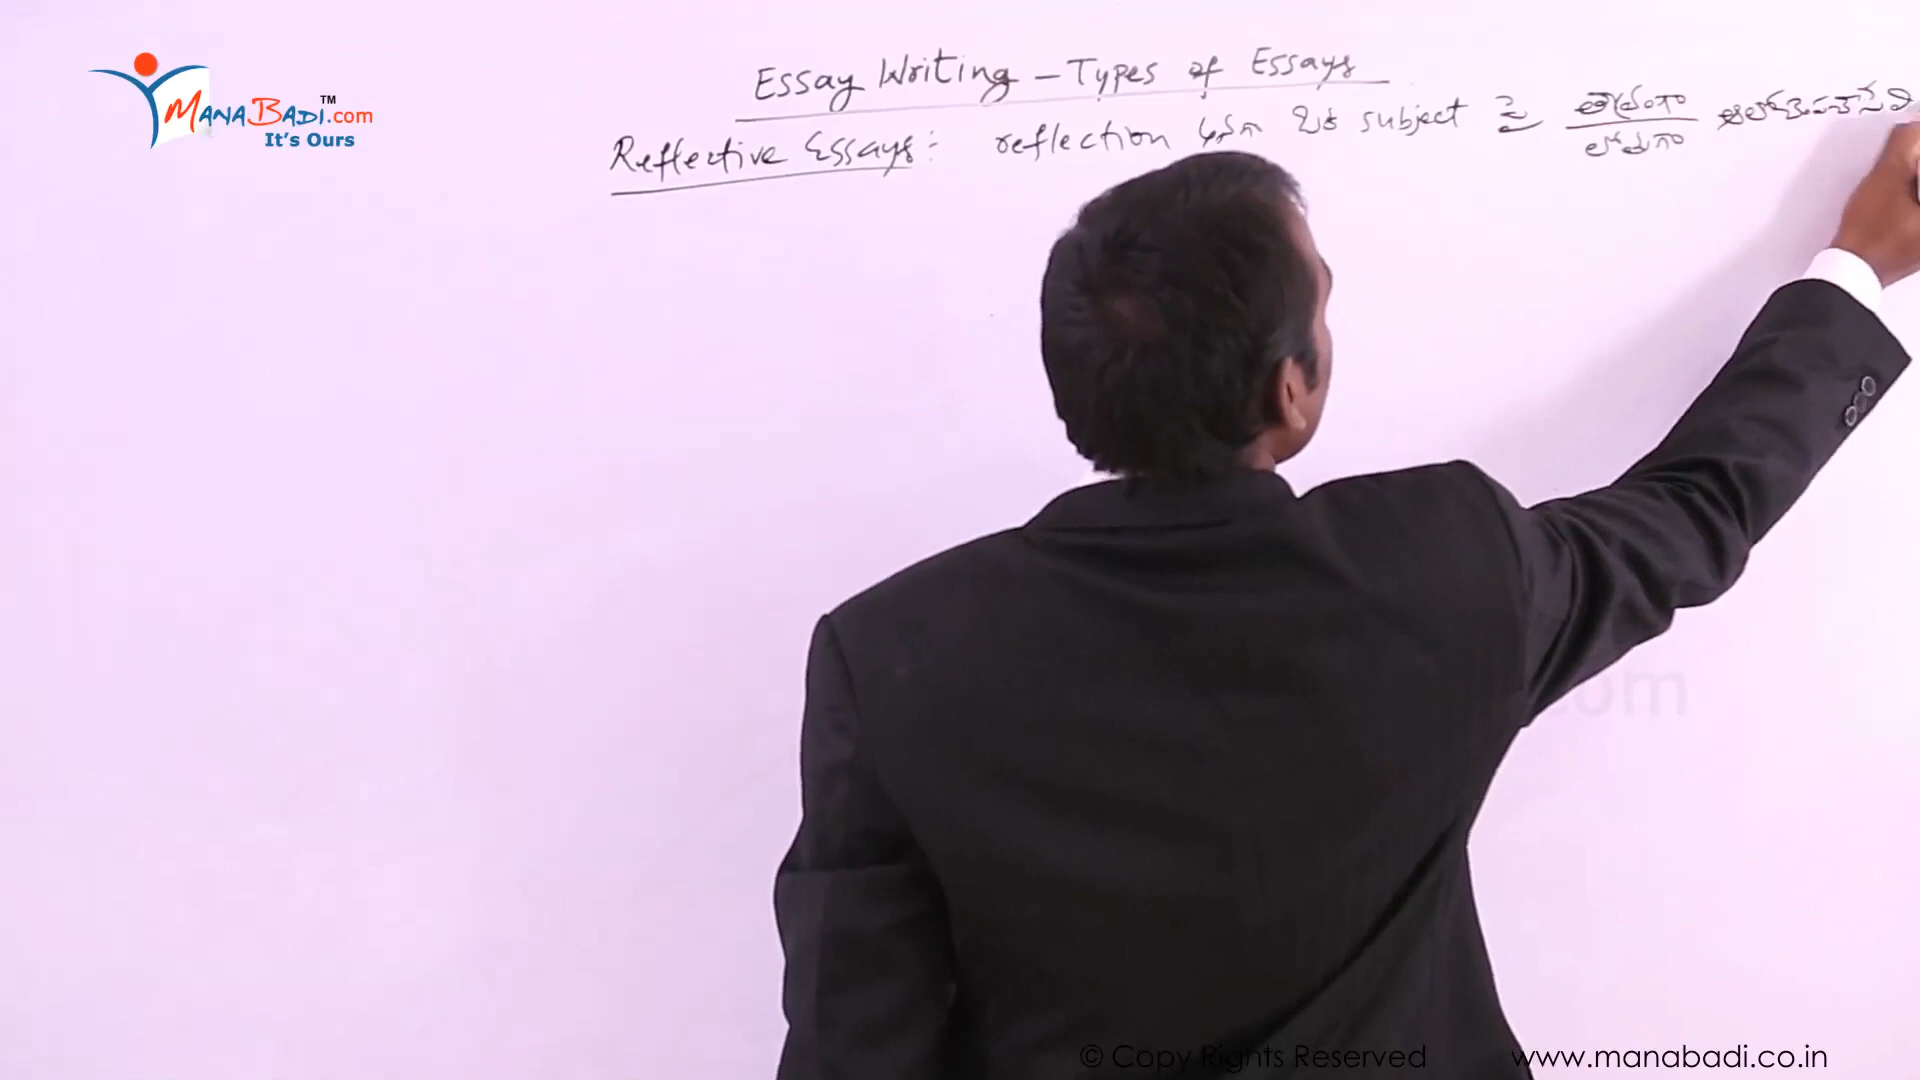 MANABADI.com™
It's Ours
Essay Writing – Types of Essays
Reflective Essays: reflection అనగా ఒక subject పై
లోతుగా
.com
© Copy Rights Reserved
www.manabadi.co.in